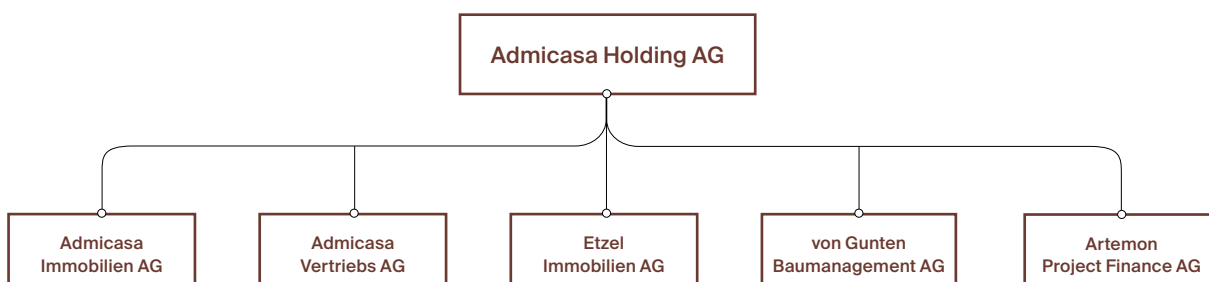 Admicasa Holding AG
Admicasa
Immobilien AG
Admicasa
Vertriebs AG
Etzel
Immobilien AG
von Gunten
Baumanagement AG
Artemon
Project Finance AG